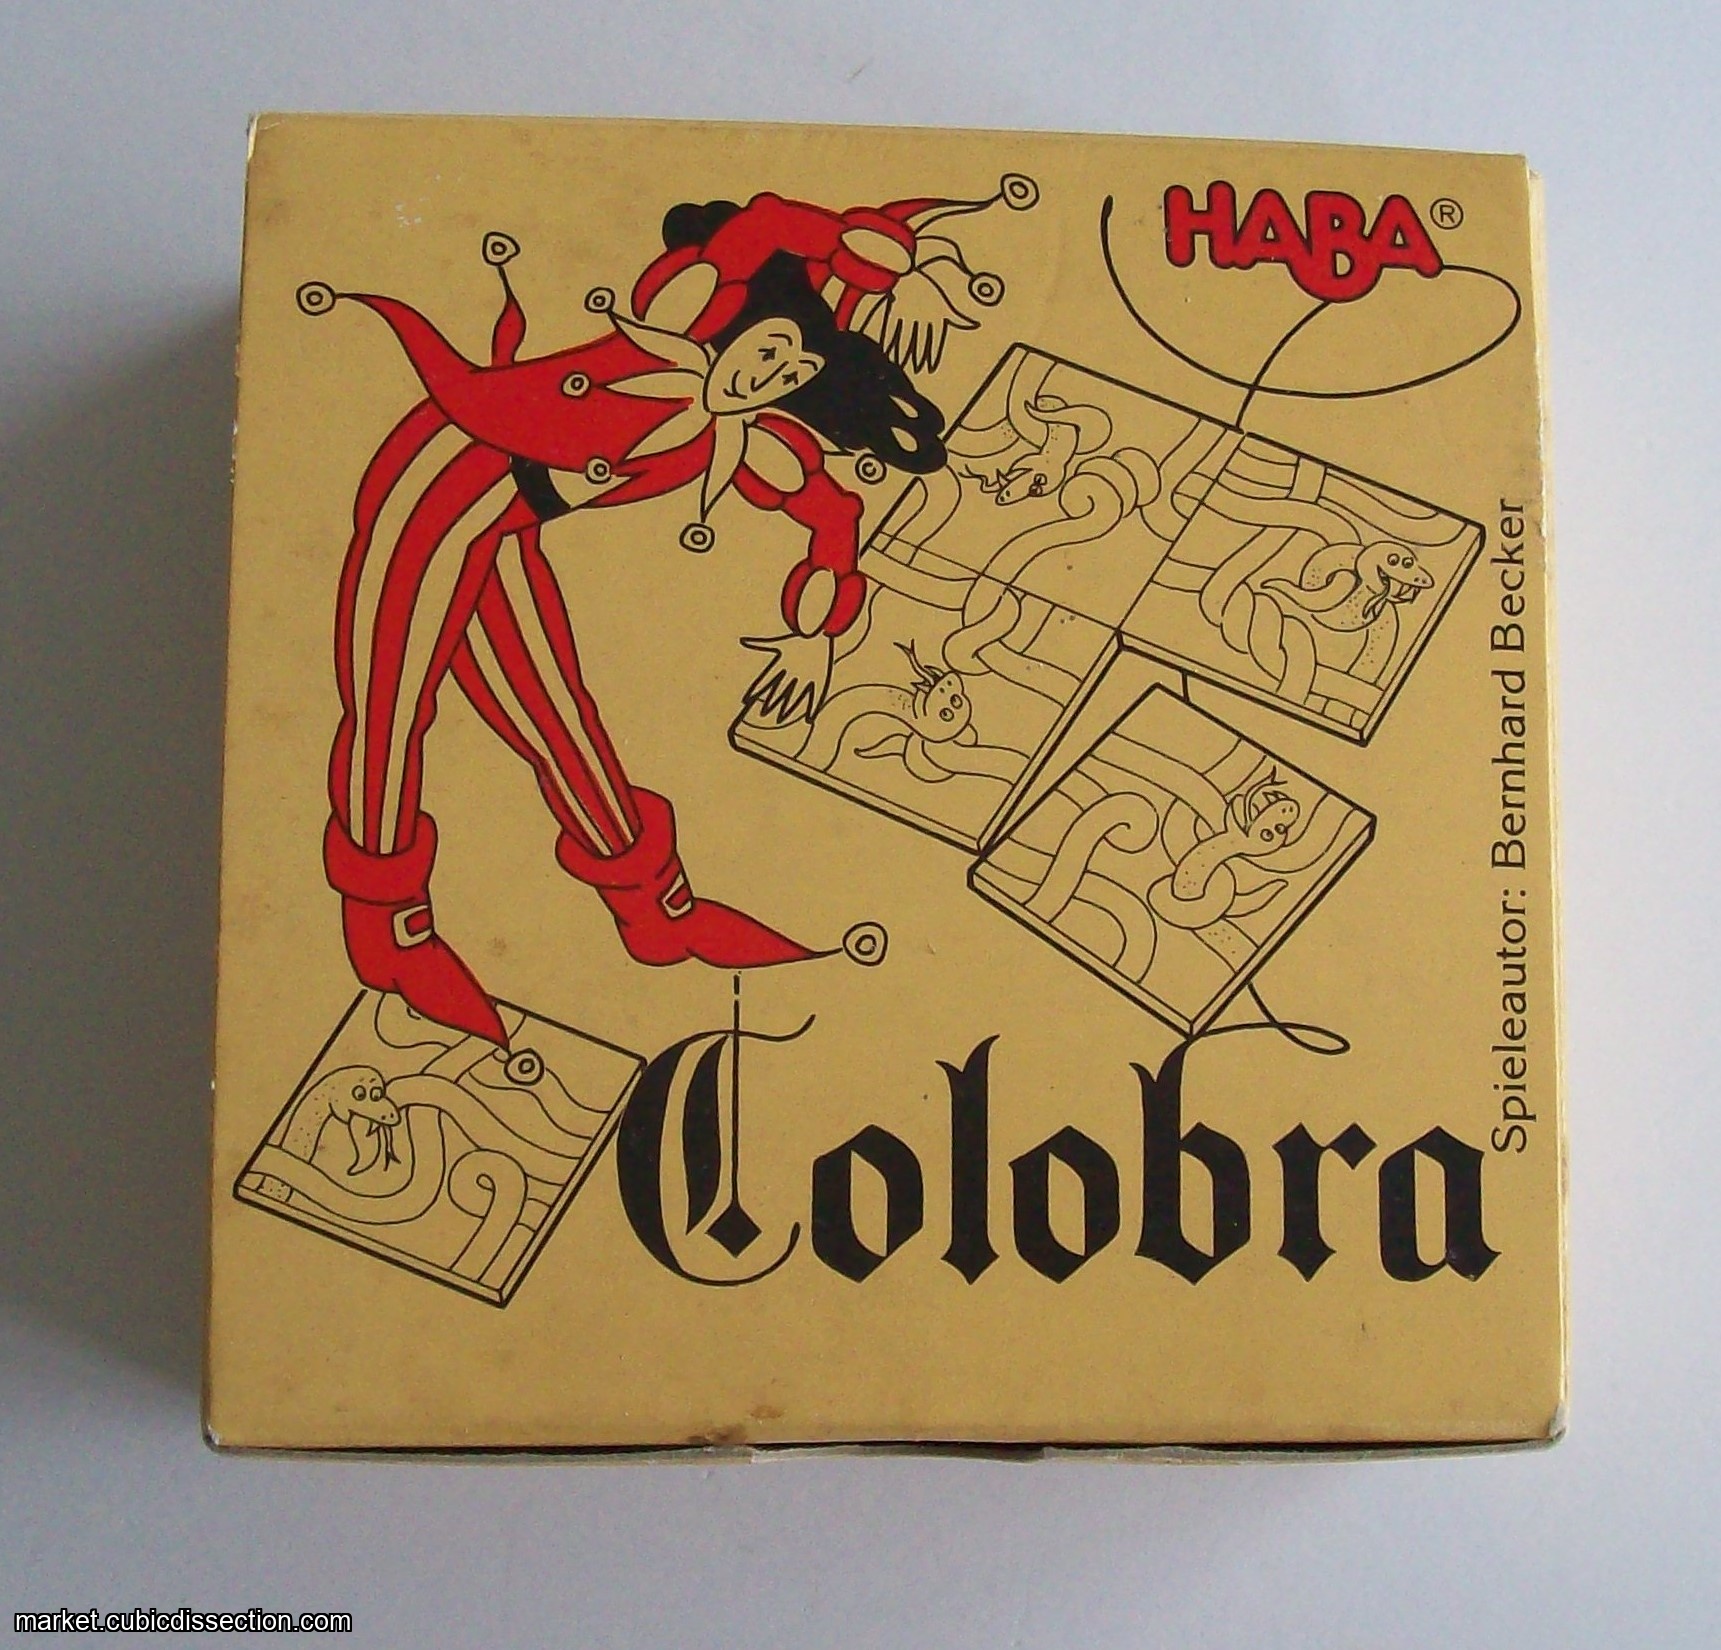 HABA®
Spieleautor: Bernhard Becker
Colobra
market.cubicdissection.com